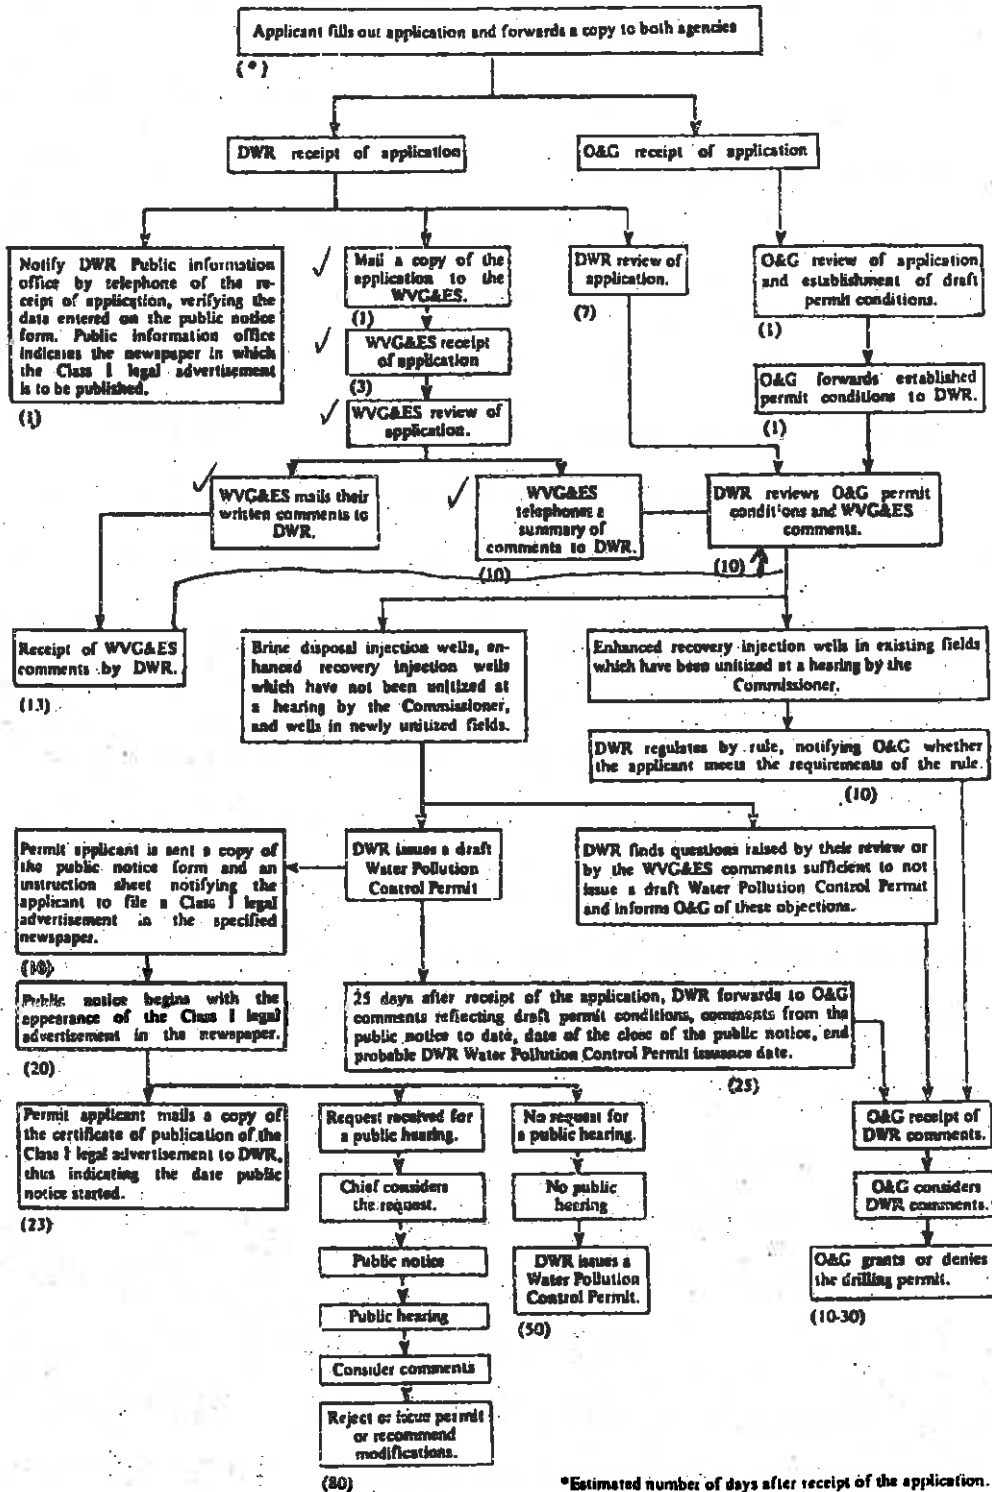 Applicant fills out application and forwards a copy to both agencies
(*)
DWR receipt of application
O&G receipt of application
Notify DWR Public information
office by telephone of the re-
ceipt of application, verifying the
data entered on the public notice
form. Public Information office
indicates the newspaper in which
the Class I legal advertisement
is to be published.
(1)
Mail a copy of the
application to the
WVG&ES.
(1)
WVG&ES receipt
of application
(3)
WVG&ES review of
application.
DWR review of
application.
(7)
O&G review of application
and establishment of draft
permit conditions.
(1)
O&G forwards established
permit conditions to DWR.
(1)
WVG&ES mails their
written comments to
DWR.
WVG&ES
telephones a
summary of
comments to DWR.
(10)
DWR reviews O&G permit
conditions and WVG&ES
comments.
(10)
Receipt of WVG&ES
comments by DWR.
(13)
Brine disposal injection wells, en-
hanced recovery injection wells
which have not been unitized at
a hearing by the Commissioner,
and wells in newly unitized fields.
Enhanced recovery injection wells in existing fields
which have been unitized at a hearing by the
Commissioner.
DWR regulates by rule, notifying O&G whether
the applicant meets the requirements of the rule.
(10)
Permit applicant is sent a copy of
the public notice form and an
instruction sheet notifying the
applicant to file a Class I legal
advertisement in the specified
newspaper.
DWR issues a draft
Water Pollution
Control Permit
DWR finds questions raised by their review or
by the WVG&ES comments sufficient to not
issue a draft Water Pollution Control Permit
and informs O&G of these objections.
Public notice begins with the
appearance of the Class I legal
advertisement in the newspaper.
(20)
25 days after receipt of the application, DWR forwards to O&G
comments reflecting draft permit conditions, comments from the
public notice to date, date of the close of the public notice, and
probable DWR Water Pollution Control Permit issuance date.
(25)
Permit applicant mails a copy of
the certificate of publication of the
Class I legal advertisement to DWR,
thus indicating the date public
notice started.
(23)
Request received for
a public hearing.
Chief considers
the request.
Public notice
Public hearing
Consider comments
Reject or issue permit
or recommend
modifications.
(80)
No request for
a public hearing.
No public
hearing
DWR issues a
Water Pollution
Control Permit.
(50)
O&G receipt of
DWR comments.
O&G considers
DWR comments.
O&G grants or denies
the drilling permit.
(10-30)
*Estimated number of days after receipt of the application.